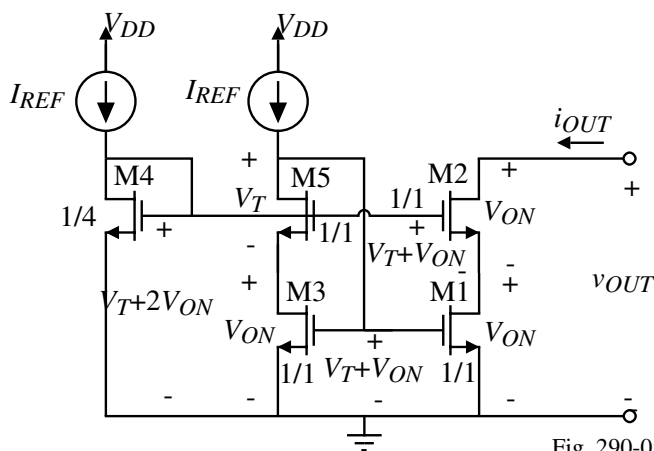 VDD VDD
IREF IREF
iOUT
+ +
M4 M5 M2 +
VT 1/1
1/4 + 1/1 + VON
- VT+VON
+ - - +
VT+2VON M3 M1 vOUT
VON + VON
1/1 VT+VON 1/1
- - - - -
Fig. 290-0